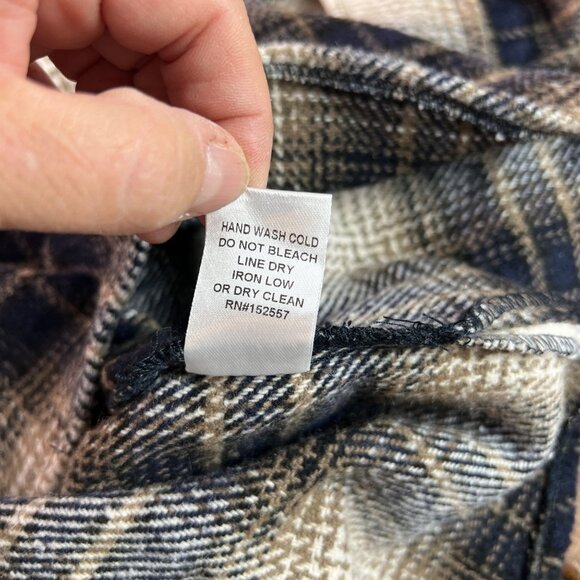 HAND WASH COLD
DO NOT BLEACH
LINE DRY
IRON LOW
OR DRY CLEAN
RN#152557